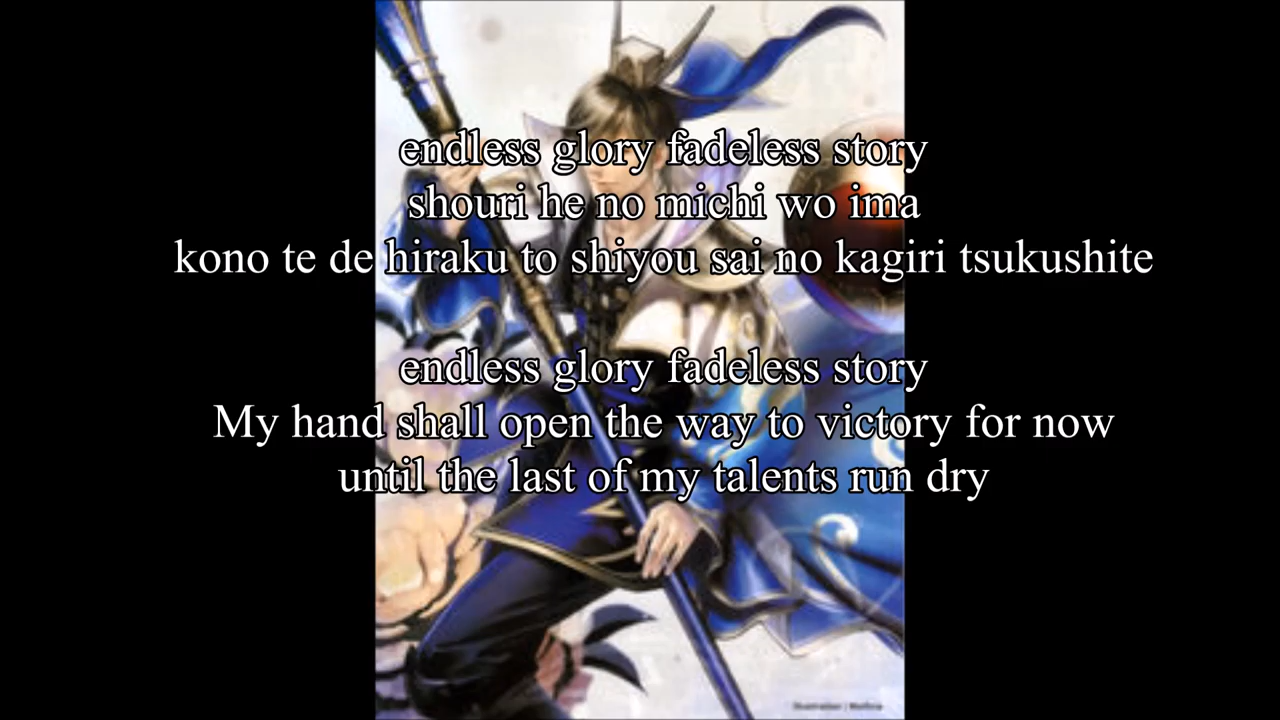 endless glory fadeless story
shouri he no michi wo ima
kono te de hiraku to shiyou sai no kagiri tsukushite
endless glory fadeless story
My hand shall open the way to victory for now
until the last of my talents run dry